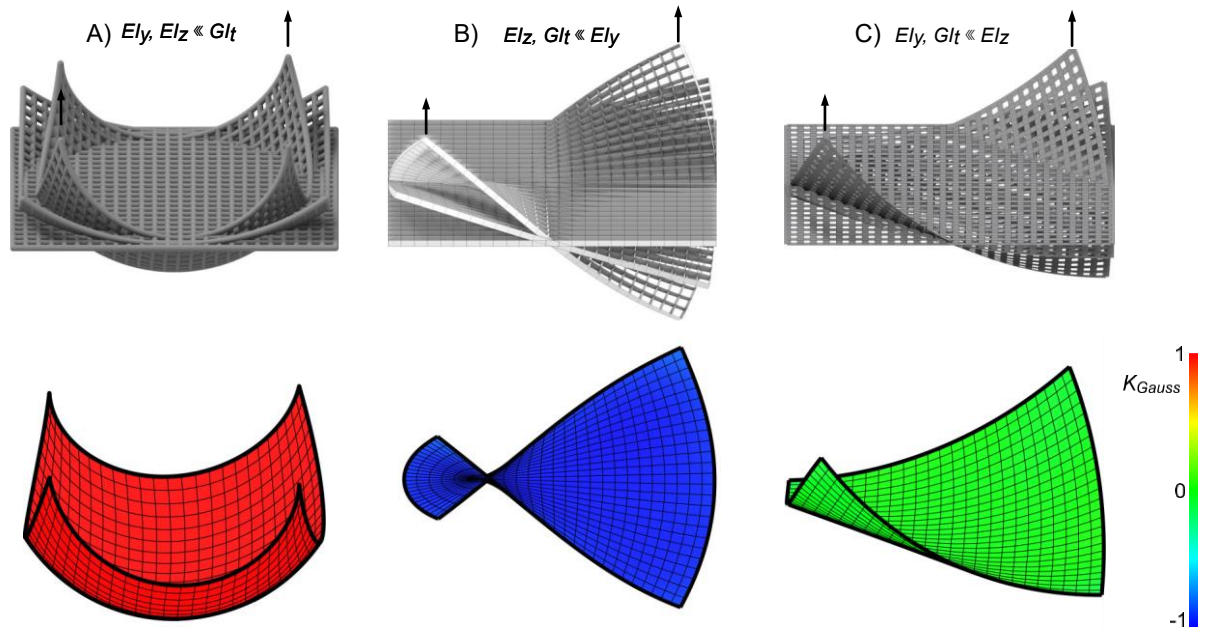 A) EIy, EIz ≪ GIt
B) EIz, GIt ≪ EIy
C) EIy, GIt ≪ EIz
1
KGauss
0
-1